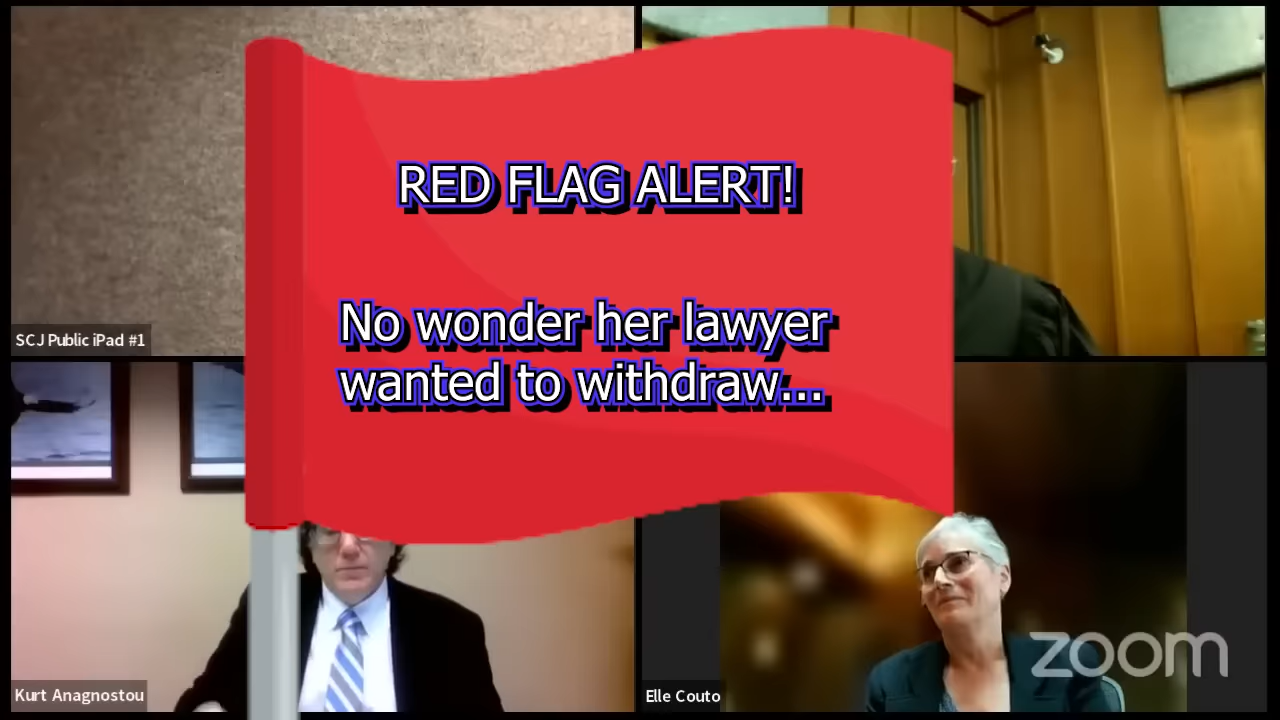 RED FLAG ALERT!
No wonder her lawyer
wanted to withdraw...
SCJ Public iPad #1
Kurt Anagnostou
Elle Couto
zoom